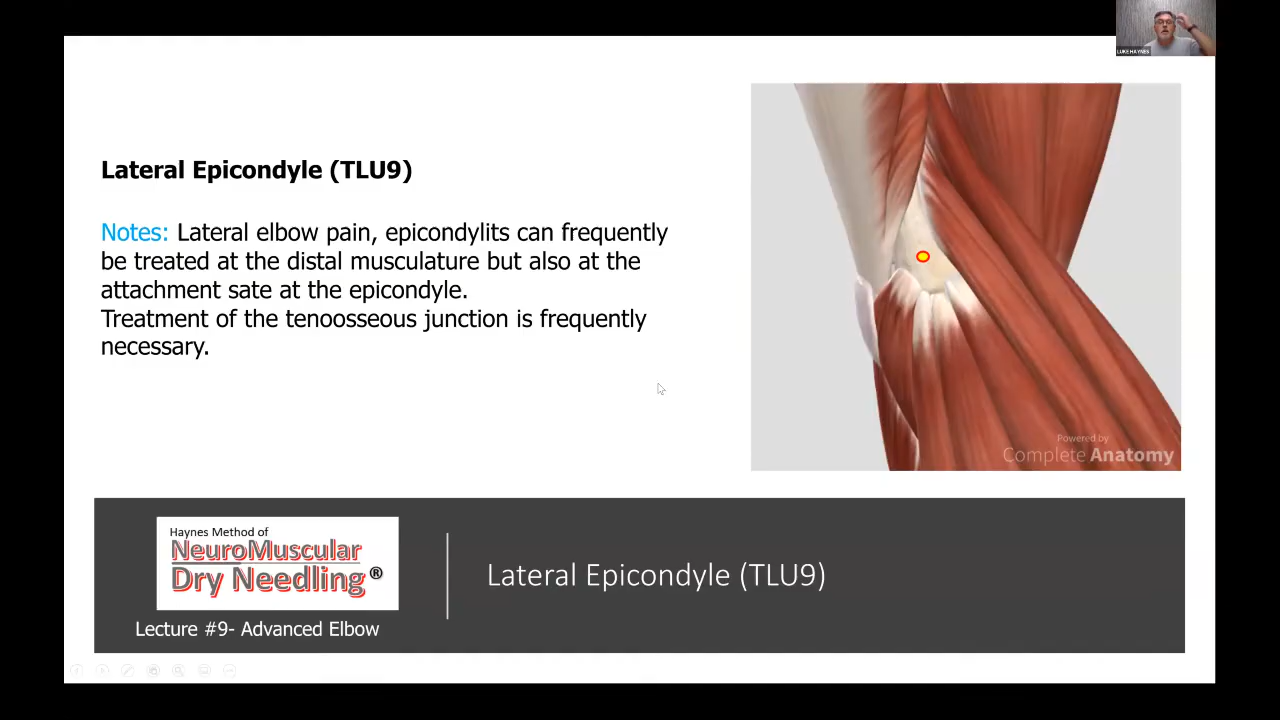 LUKE HAYNES
Lateral Epicondyle (TLU9)
Notes: Lateral elbow pain, epicondylits can frequently
be treated at the distal musculature but also at the
attachment sate at the epicondyle.
Treatment of the tenoosseous junction is frequently
necessary.
Powered by
Complete Anatomy
Haynes Method of
NeuroMuscular
Dry Needling®
Lecture #9- Advanced Elbow
Lateral Epicondyle (TLU9)